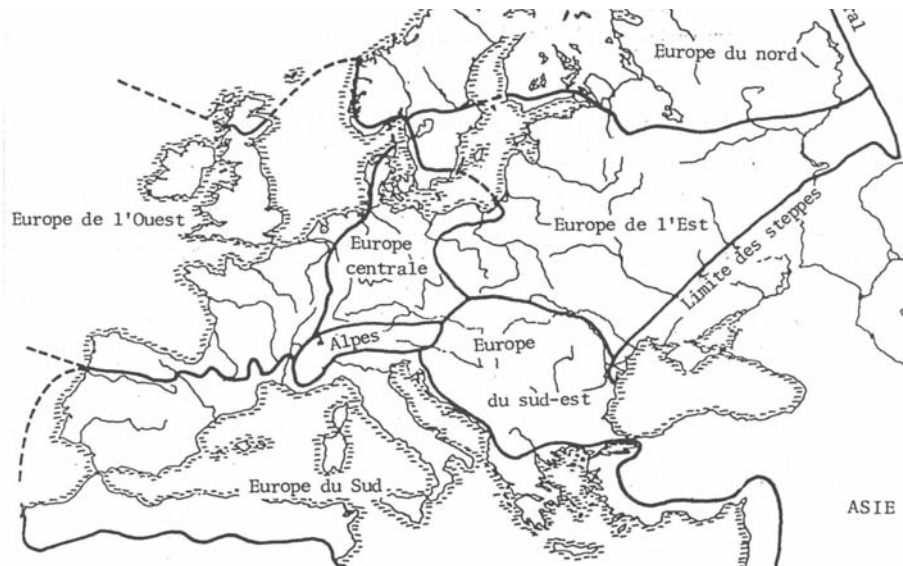 Europe du nord
Europe de l'Ouest
Europe de l'Est
Europe
centrale
Limite des steppes
Alpes
Europe
du sud-est
Europe du Sud
ASIE